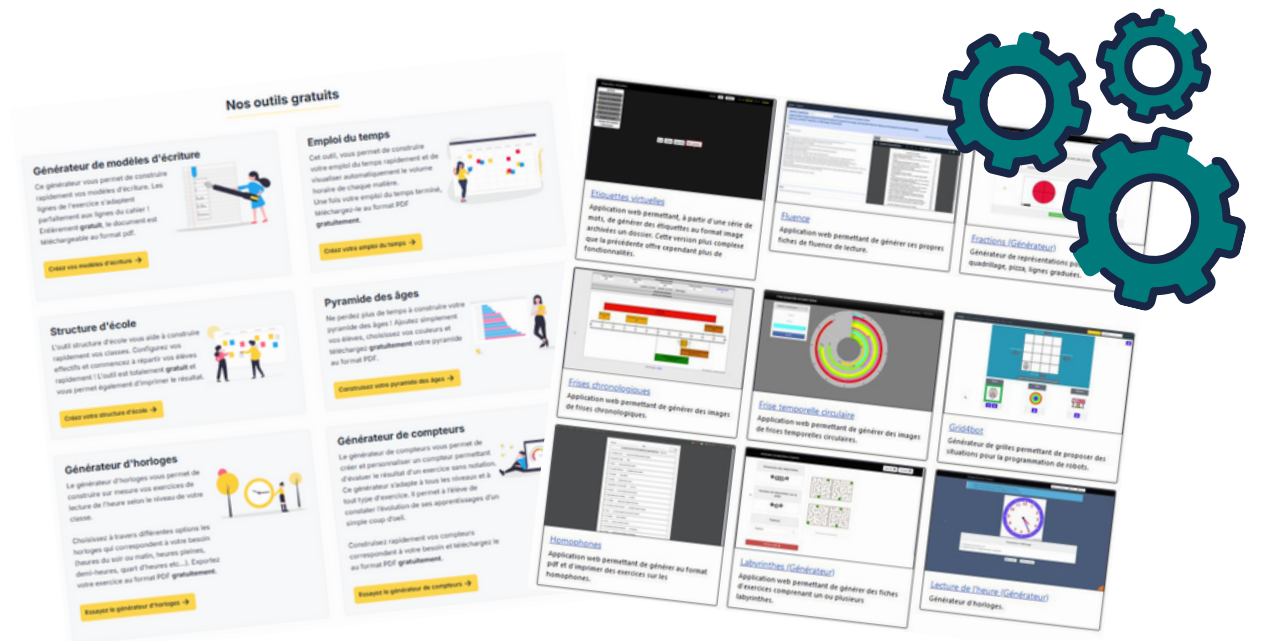 Nos outils gratuits
Générateur de modèles d'écriture
Ce générateur vous permet de construire
rapidement vos modèles d'écriture. Les
lignes de l'exercice s'adaptent
parfaitement aux lignes du cahier !
Entièrement gratuit, le document est
téléchargeable au format pdf.
Créez vos modèles d'écriture →
Emploi du temps
Cet outil, vous permet de construire
votre emploi du temps rapidement et de
visualiser automatiquement le volume
horaire de chaque matière.
Une fois votre emploi du temps terminé,
téléchargez-le au format PDF
gratuitement.
Créez votre emploi du temps →
Structure d'école
L'outil structure d'école vous aide à construire
rapidement vos classes. Configurez vos
effectifs et commencez à répartir vos élèves
rapidement ! L'outil est totalement gratuit et
vous permet également d'imprimer le résultat.
Créez votre structure d'école →
Pyramide des âges
Ne perdez plus de temps à construire votre
pyramide des âges ! Ajoutez simplement
vos élèves, choisissez vos couleurs et
téléchargez gratuitement votre pyramide
au format PDF.
Construisez votre pyramide des âges →
Générateur d'horloges
Le générateur d'horloges vous permet de
construire sur mesure vos exercices de
lecture de l'heure selon le niveau de votre
classe.
Choisissez à travers différentes options les
horloges qui correspondent à votre besoin
(heures du soir ou matin, heures pleines,
demi-heures, quart d'heures etc...). Exportez
votre exercice au format PDF gratuitement.
Essayez le générateur d'horloges →
Générateur de compteurs
Le générateur de compteurs vous permet de
créer et personnaliser un compteur permettant
d'évaluer le résultat d'un exercice sans notation.
Ce générateur s'adapte à tous les niveaux et à
tout type d'exercice. Il permet à l'élève de
constater l'évolution de ses apprentissages d'un
simple coup d'oeil.
Construisez rapidement vos compteurs
correspondant à votre besoin et téléchargez le
au format PDF gratuitement.
Essayez le générateur de compteurs →
Etiquettes virtuelles
Application web permettant, à partir d'une série de
mots, de générer des étiquettes au format image
archivées un dossier. Cette version plus complexe
que la précédente offre cependant plus de
fonctionnalités.
Fluence
Application web permettant de générer ses propres
fiches de fluence de lecture.
Fractions (Générateur)
Générateur de représentations
quadrillage, pizza, lignes graduées.
Frises chronologiques
Application web permettant de générer des images
de frises chronologiques.
Frise temporelle circulaire
Application web permettant de générer des images
de frises temporelles circulaires.
Grid4bot
Générateur de grilles permettant de proposer des
situations pour la programmation de robots.
Homophones
Application web permettant de générer au format
pdf et d'imprimer des exercices sur les
homophones.
Labyrinthes (Générateur)
Application web permettant de générer des fiches
d'exercices comprenant un ou plusieurs
labyrinthes.
Lecture de l'heure (Générateur)
Générateur d'horloges.